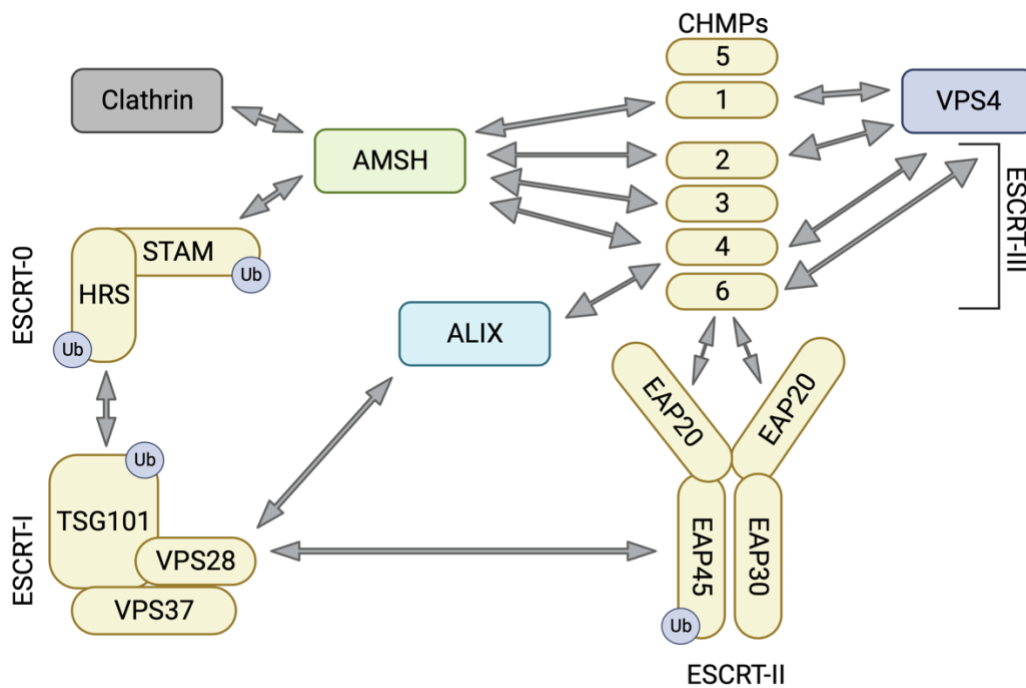 CHMPs
5
Clathrin
1
VPS4
AMSH
2
3
ESCRT-III
STAM
4
Ub
ESCRT-0
HRS
6
Ub
ALIX
EAP20
EAP20
Ub
TSG101
ESCRT-I
VPS28
EAP45
EAP30
VPS37
Ub
ESCRT-II